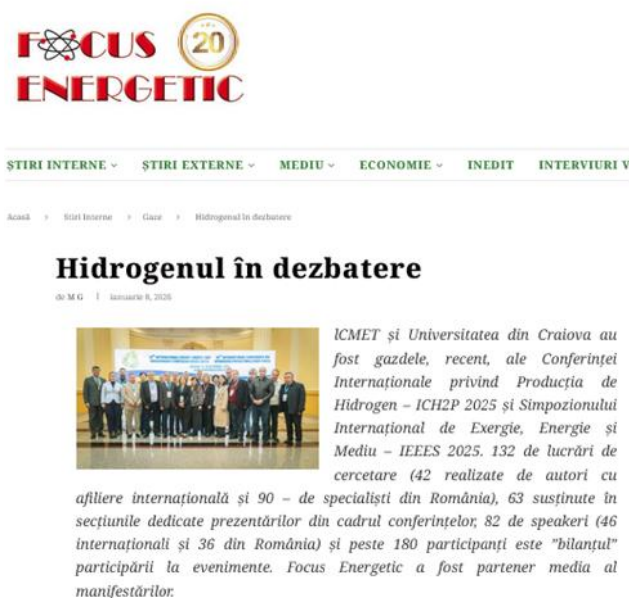 FOCUS 20
ENERGETIC
ȘTIRI INTERNE ȘTIRI EXTERNE MEDIU ECONOMIE INEDIT INTERVIURI V
Acasă > Stiri Interne > Gaze > Hidrogenul in dezbatere
Hidrogenul în dezbatere
de M G | ianuarie 8, 2026
ICMET și Universitatea din Craiova au
fost gazdele, recent, ale Conferinței
Internaționale privind Producția de
Hidrogen – ICH2P 2025 și Simpozionului
Internațional de Exergie, Energie și
Mediu – IEEES 2025. 132 de lucrări de
cercetare (42 realizate de autori cu
afiliere internațională și 90 – de specialiști din România), 63 susținute în
secțiunile dedicate prezentărilor din cadrul conferințelor, 82 de speakeri (46
internaționali și 36 din România) și peste 180 participanți este ”bilanțul”
participării la evenimente. Focus Energetic a fost partener media al
manifestărilor.